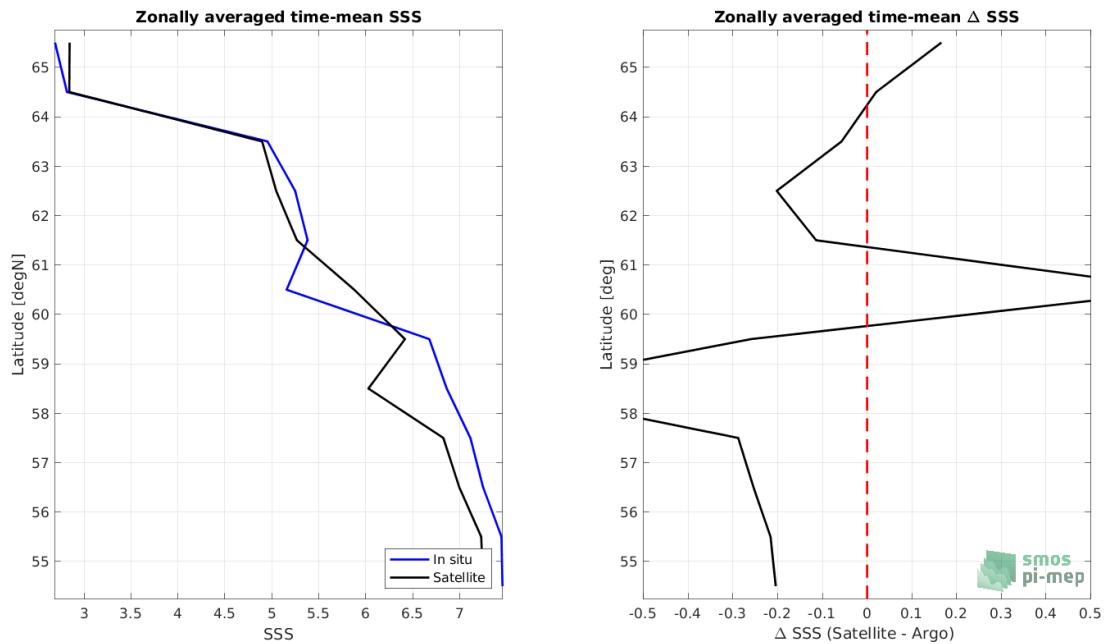 Zonally averaged time-mean SSS
Latitude [degN]
65
64
63
62
61
60
59
58
57
56
55
3 3.5 4 4.5 5 5.5 6 6.5 7
SSS
In situ
Satellite
Zonally averaged time-mean Δ SSS
Latitude [deg]
65
64
63
62
61
60
59
58
57
56
55
-0.5 -0.4 -0.3 -0.2 -0.1 0 0.1 0.2 0.3 0.4 0.5
Δ SSS (Satellite - Argo)
smos
pi-mep